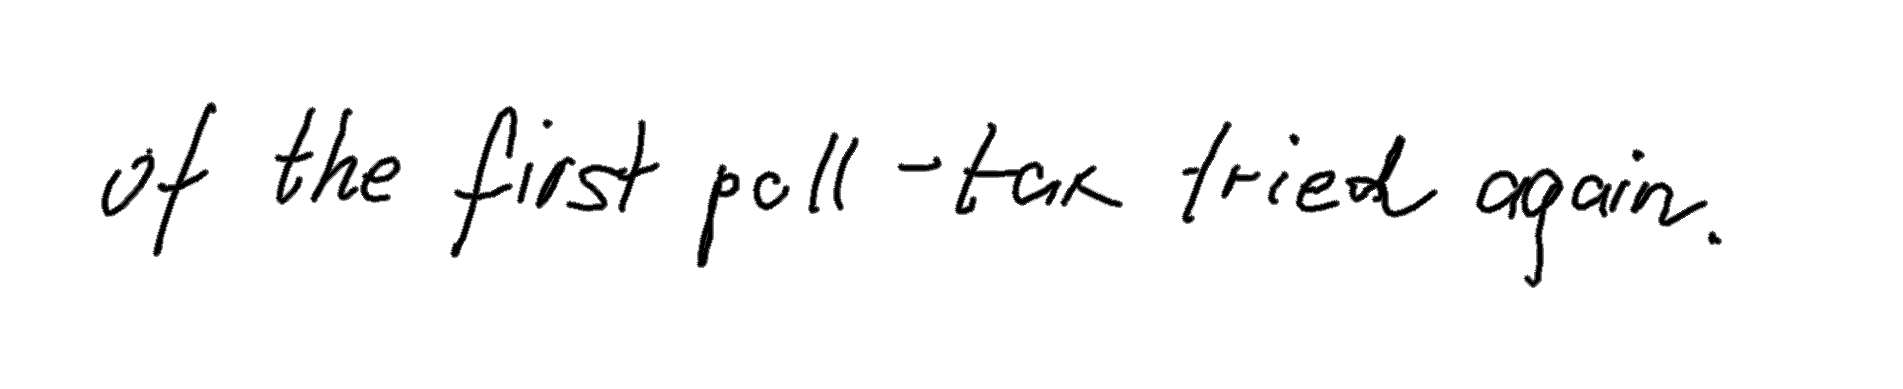 of the first poll-tax tried again.